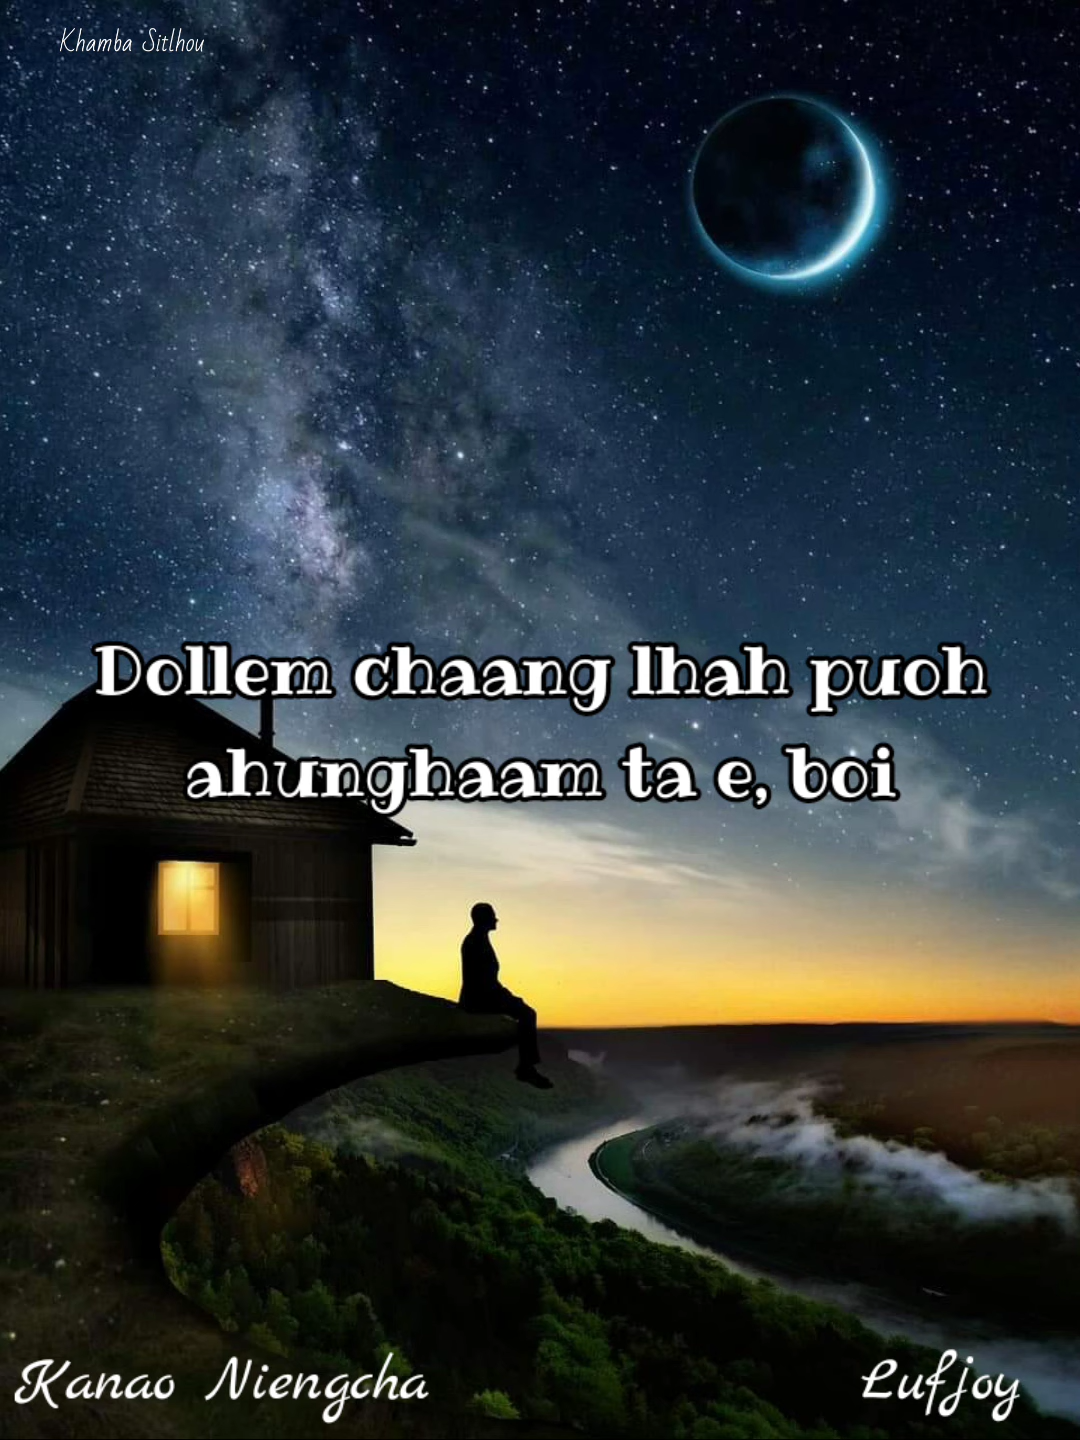 Khamba Sitlhou
Dollem chaang lhah puoh
ahunghaam ta e, boi
Kanao Niengcha
Lufjoy